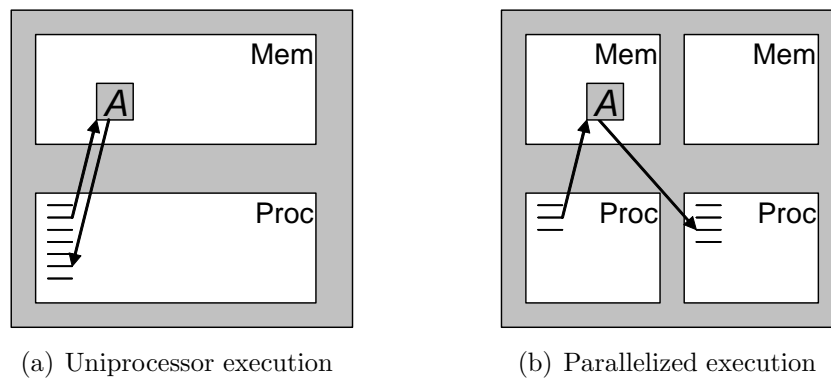 Mem
A
Proc
(a) Uniprocessor execution
Mem
Mem
A
Proc
Proc
(b) Parallelized execution